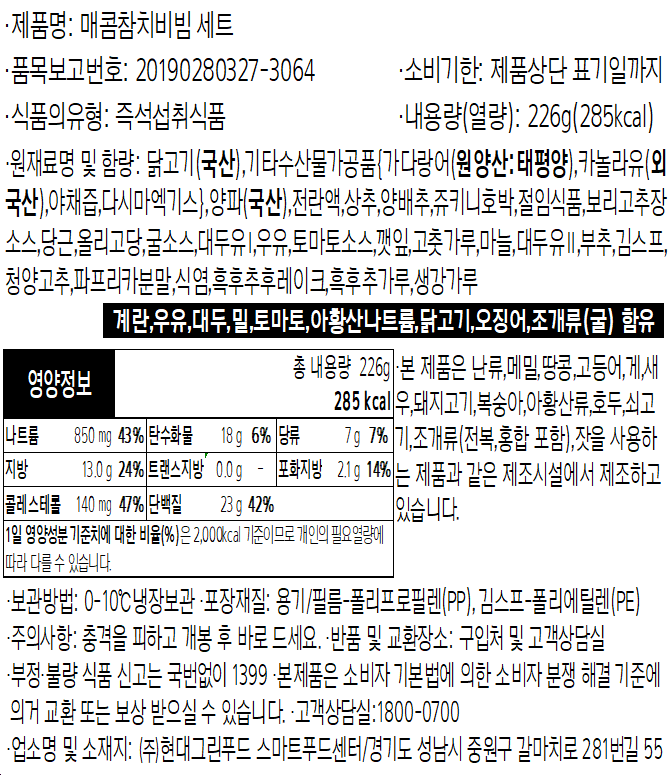 ·제품명: 매콤참치비빔 세트
·품목보고번호: 20190280327-3064 ·소비기한: 제품상단 표기일까지
·식품의유형: 즉석섭취식품 ·내용량(열량): 226g(285kcal)
·원재료명 및 함량: 닭고기(국산),기타수산물가공품{가다랑어(원양산:태평양),카놀라유(외
국산),야채즙,다시마엑기스},양파(국산),전란액,상추,양배추,쥬키니호박,절임식품,보리고추장
소스,당근,올리고당,굴소스,대두유I,우유,토마토소스,깻잎,고춧가루,마늘,대두유II,부추,김스프,
청양고추,파프리카분말,식염,흑후추후레이크,흑후추가루,생강가루
계란,우유,대두,밀,토마토,아황산나트륨,닭고기,오징어,조개류(굴) 함유
영양정보 총 내용량 226g
285 kcal
나트륨 850 mg 43% 탄수화물 18 g 6% 당류 7 g 7%
지방 13.0 g 24% 트랜스지방 0.0 g - 포화지방 2.1 g 14%
콜레스테롤 140 mg 47% 단백질 23 g 42%
1일 영양성분 기준치에 대한 비율(%)은 2,000kcal 기준이므로 개인의 필요열량에
따라 다를 수 있습니다.
·본 제품은 난류,메밀,땅콩,고등어,게,새
우,돼지고기,복숭아,아황산류,호두,쇠고
기,조개류(전복,홍합 포함),잣을 사용하
는 제품과 같은 제조시설에서 제조하고
있습니다.
·보관방법: 0-10℃냉장보관 ·포장재질: 용기/필름-폴리프로필렌(PP), 김스프-폴리에틸렌(PE)
·주의사항: 충격을 피하고 개봉 후 바로 드세요. ·반품 및 교환장소: 구입처 및 고객상담실
·부정·불량 식품 신고는 국번없이 1399 ·본제품은 소비자 기본법에 의한 소비자 분쟁 해결 기준에
의거 교환 또는 보상 받으실 수 있습니다. ·고객상담실:1800-0700
·업소명 및 소재지: (주)현대그린푸드 스마트푸드센터/경기도 성남시 중원구 갈마치로 281번길 55